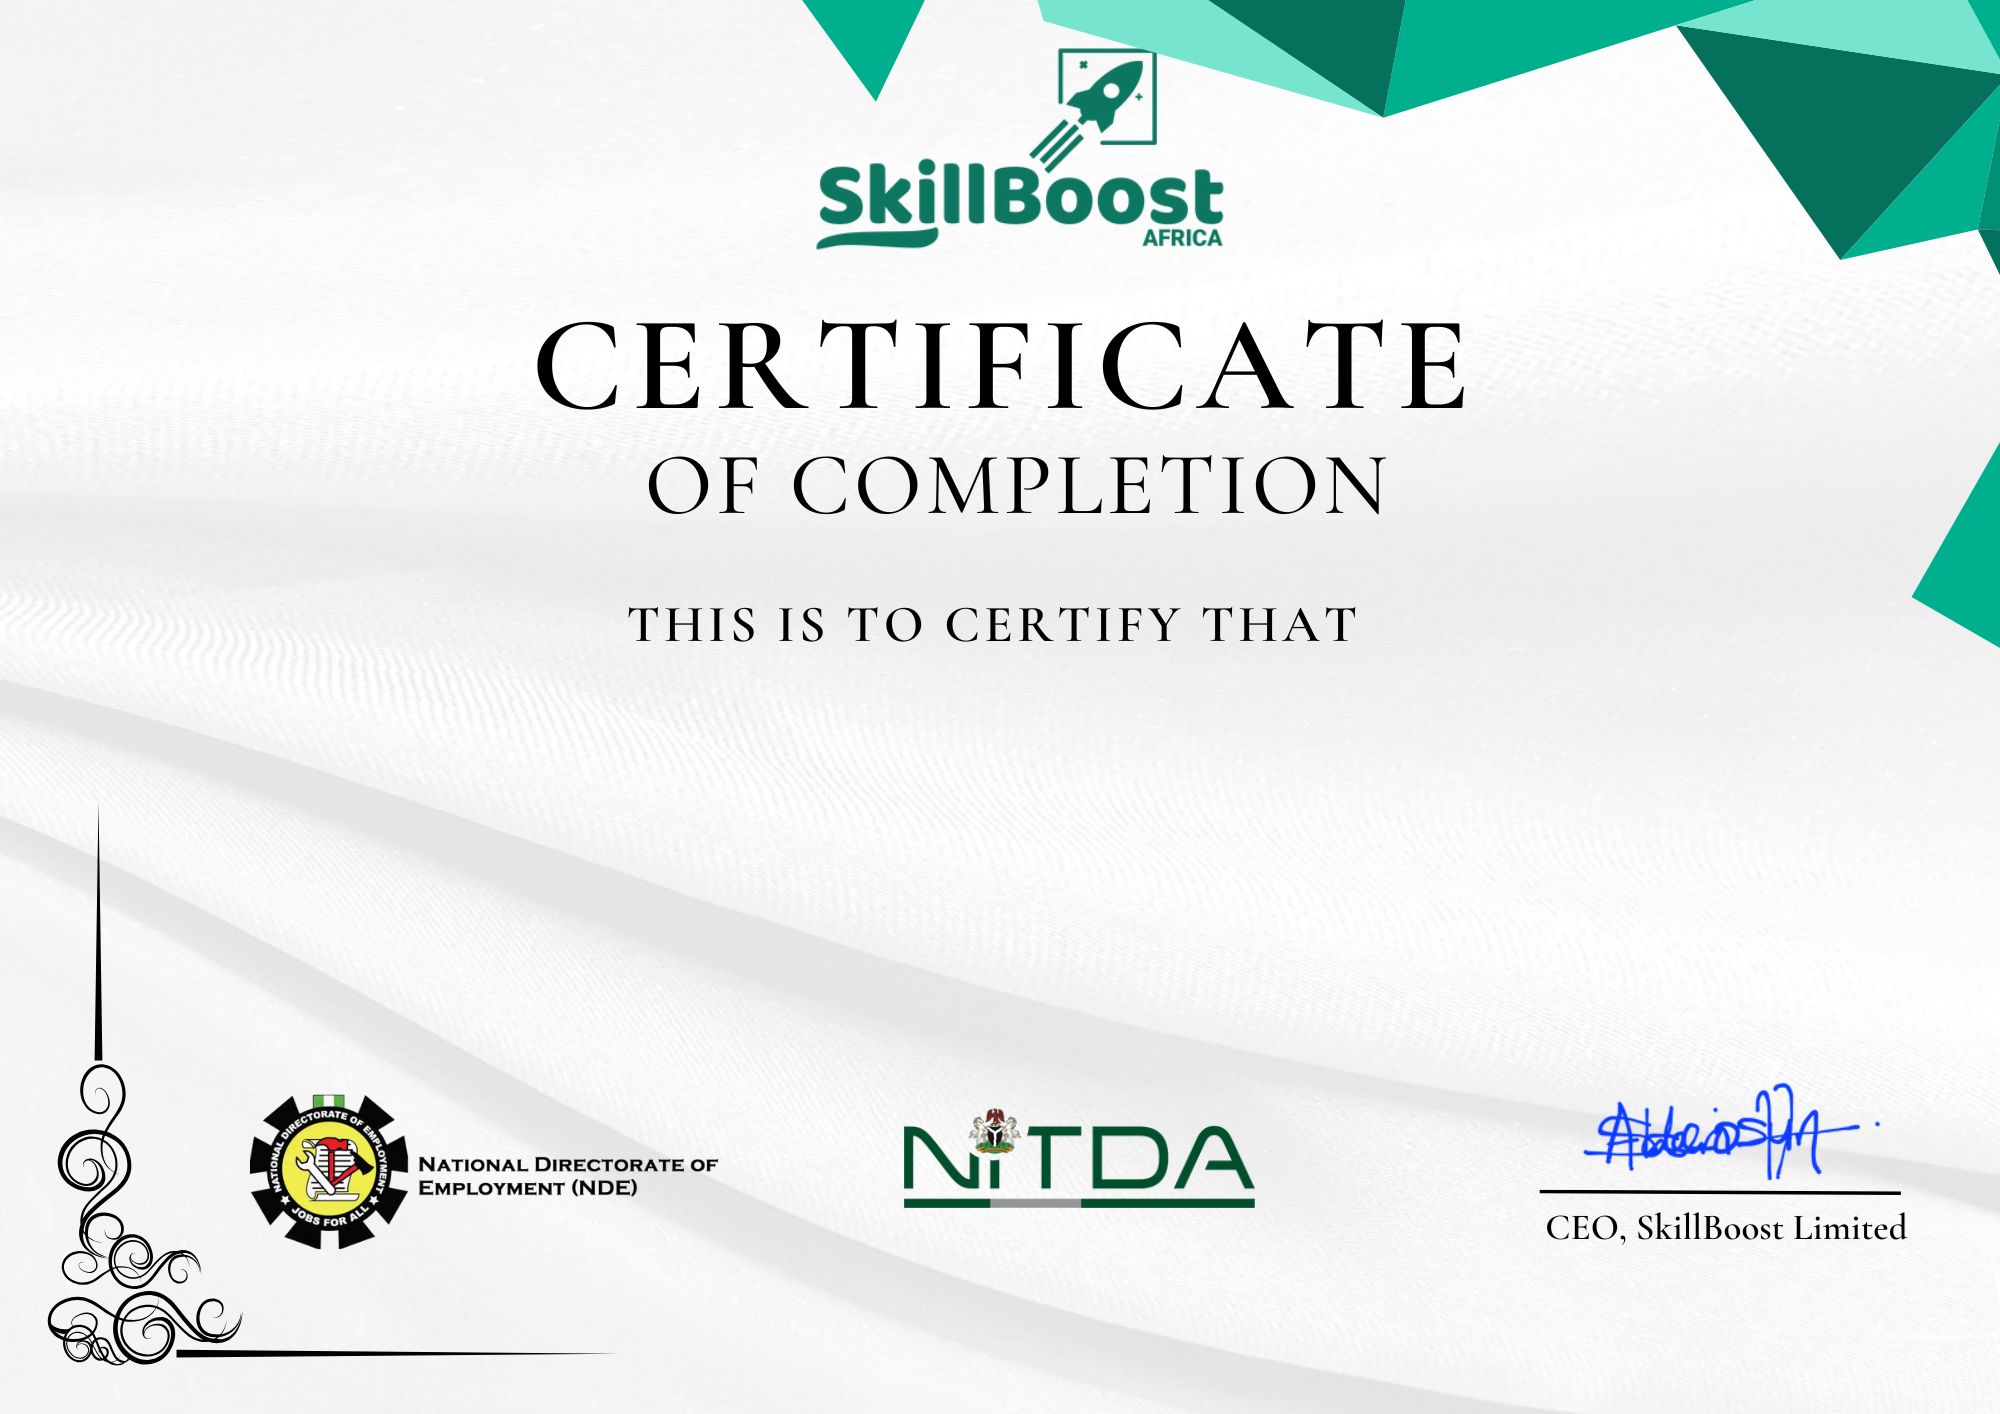 SkillBoost
AFRICA
CERTIFICATE
OF COMPLETION
THIS IS TO CERTIFY THAT
NATIONAL DIRECTORATE OF EMPLOYMENT
JOBS FOR ALL
NATIONAL DIRECTORATE OF
EMPLOYMENT (NDE)
NiTDA
CEO, SkillBoost Limited